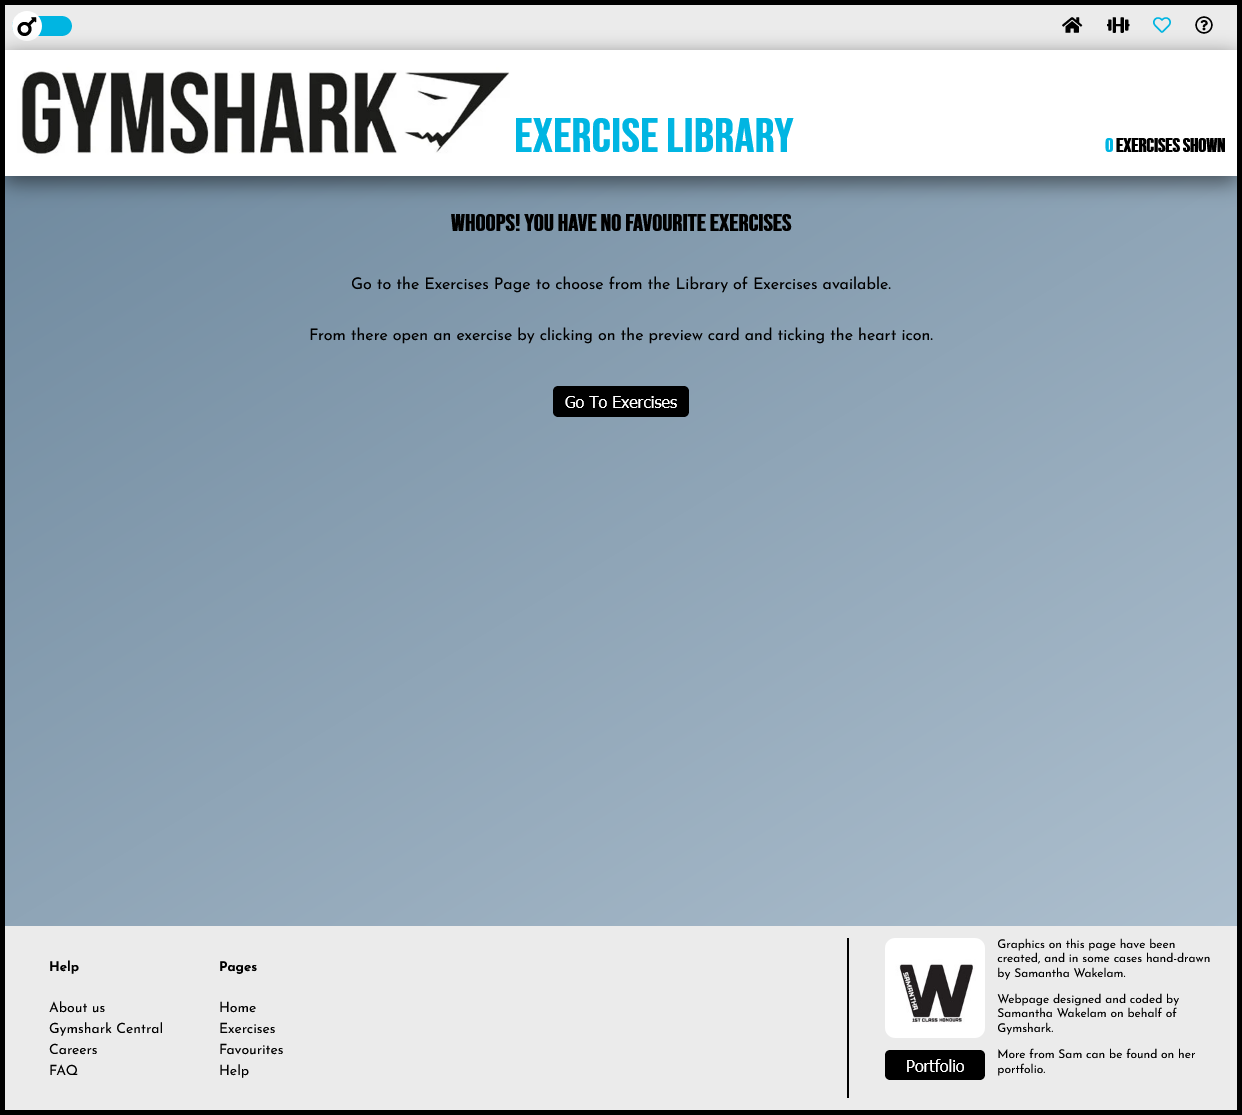 GYMSHARK
EXERCISE LIBRARY
0 EXERCISES SHOWN
WHOOPS! YOU HAVE NO FAVOURITE EXERCISES
Go to the Exercises Page to choose from the Library of Exercises available.
From there open an exercise by clicking on the preview card and ticking the heart icon.
Go To Exercises
Help
About us
Gymshark Central
Careers
FAQ
Pages
Home
Exercises
Favourites
Help
SAMANTHA
W
1ST CLASS HONOURS
Portfolio
Graphics on this page have been
created, and in some cases hand-drawn
by Samantha Wakelam.
Webpage designed and coded by
Samantha Wakelam on behalf of
Gymshark.
More from Sam can be found on her
portfolio.